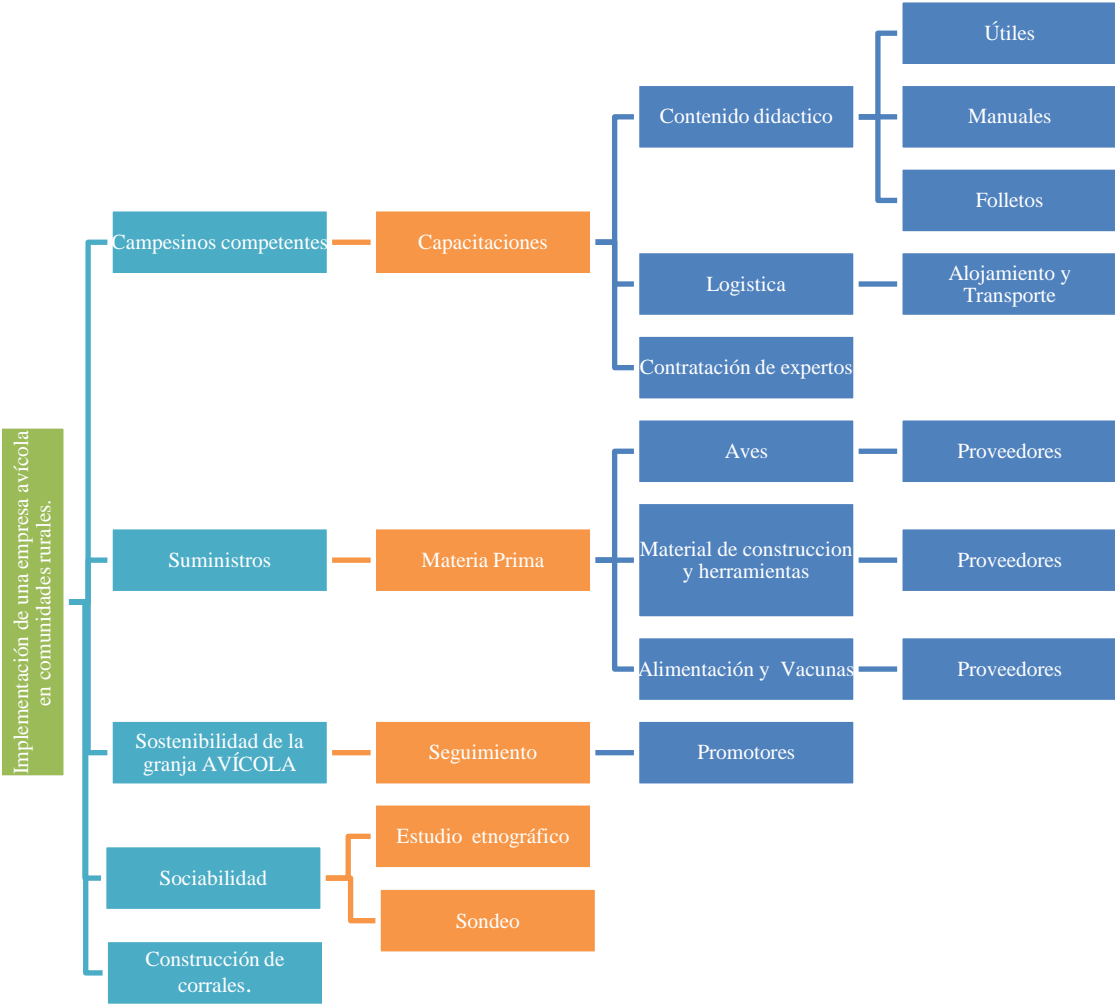 Implementación de una empresa avícola
en comunidades rurales.
Campesinos competentes
Capacitaciones
Contenido didactico
Útiles
Manuales
Folletos
Logistica
Alojamiento y
Transporte
Contratación de expertos
Suministros
Materia Prima
Aves
Proveedores
Material de construccion
y herramientas
Proveedores
Alimentación y Vacunas
Proveedores
Sostenibilidad de la
granja AVÍCOLA
Seguimiento
Promotores
Sociabilidad
Estudio etnográfico
Sondeo
Construcción de
corrales.